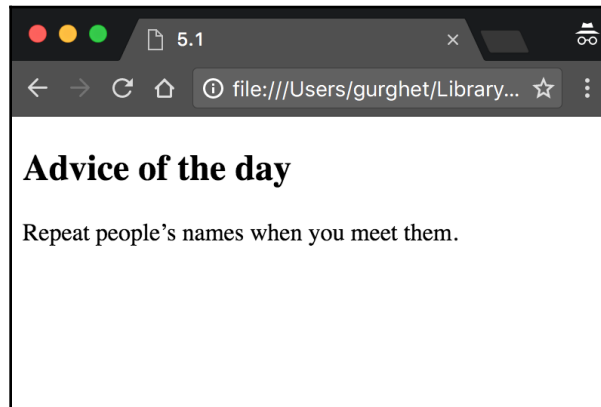 5.1
file:///Users/gurghet/Library...
Advice of the day
Repeat people’s names when you meet them.